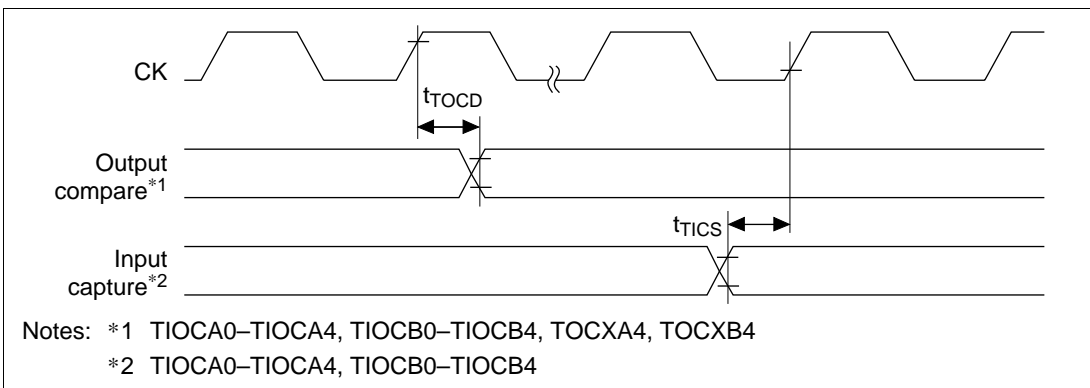 CK
tTOCD
Output
compare*1
tTICS
Input
capture*2
Notes: *1 TIOCA0–TIOCA4, TIOCB0–TIOCB4, TOCXA4, TOCXB4
*2 TIOCA0–TIOCA4, TIOCB0–TIOCB4